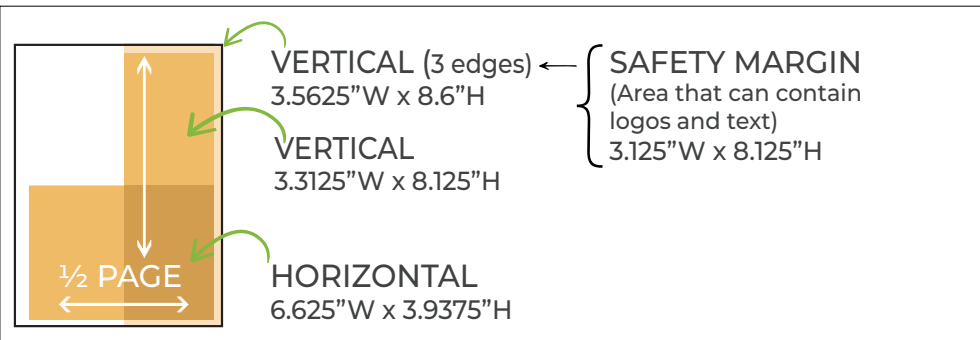 VERTICAL (3 edges)
3.5625”W x 8.6”H
SAFETY MARGIN
(Area that can contain
logos and text)
3.125”W x 8.125”H
VERTICAL
3.3125”W x 8.125”H
½ PAGE
HORIZONTAL
6.625”W x 3.9375”H